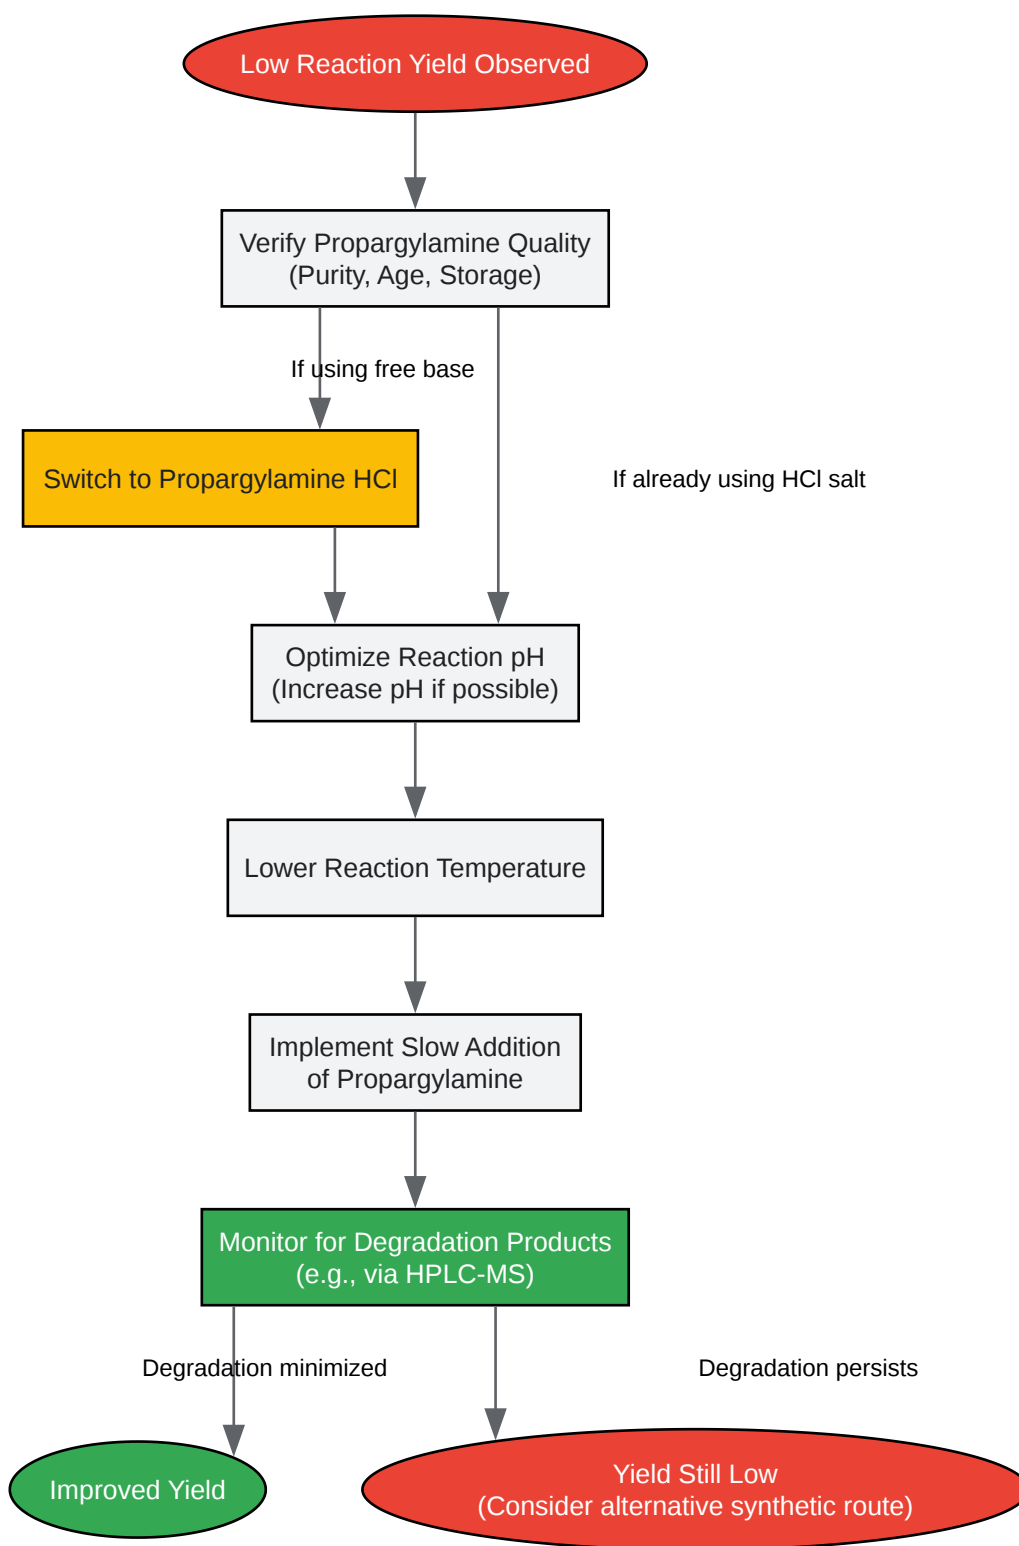 Low Reaction Yield Observed
Verify Propargylamine Quality
(Purity, Age, Storage)
If using free base
Switch to Propargylamine HCl
If already using HCl salt
Optimize Reaction pH
(Increase pH if possible)
Lower Reaction Temperature
Implement Slow Addition
of Propargylamine
Monitor for Degradation Products
(e.g., via HPLC-MS)
Degradation minimized
Degradation persists
Improved Yield
Yield Still Low
(Consider alternative synthetic route)